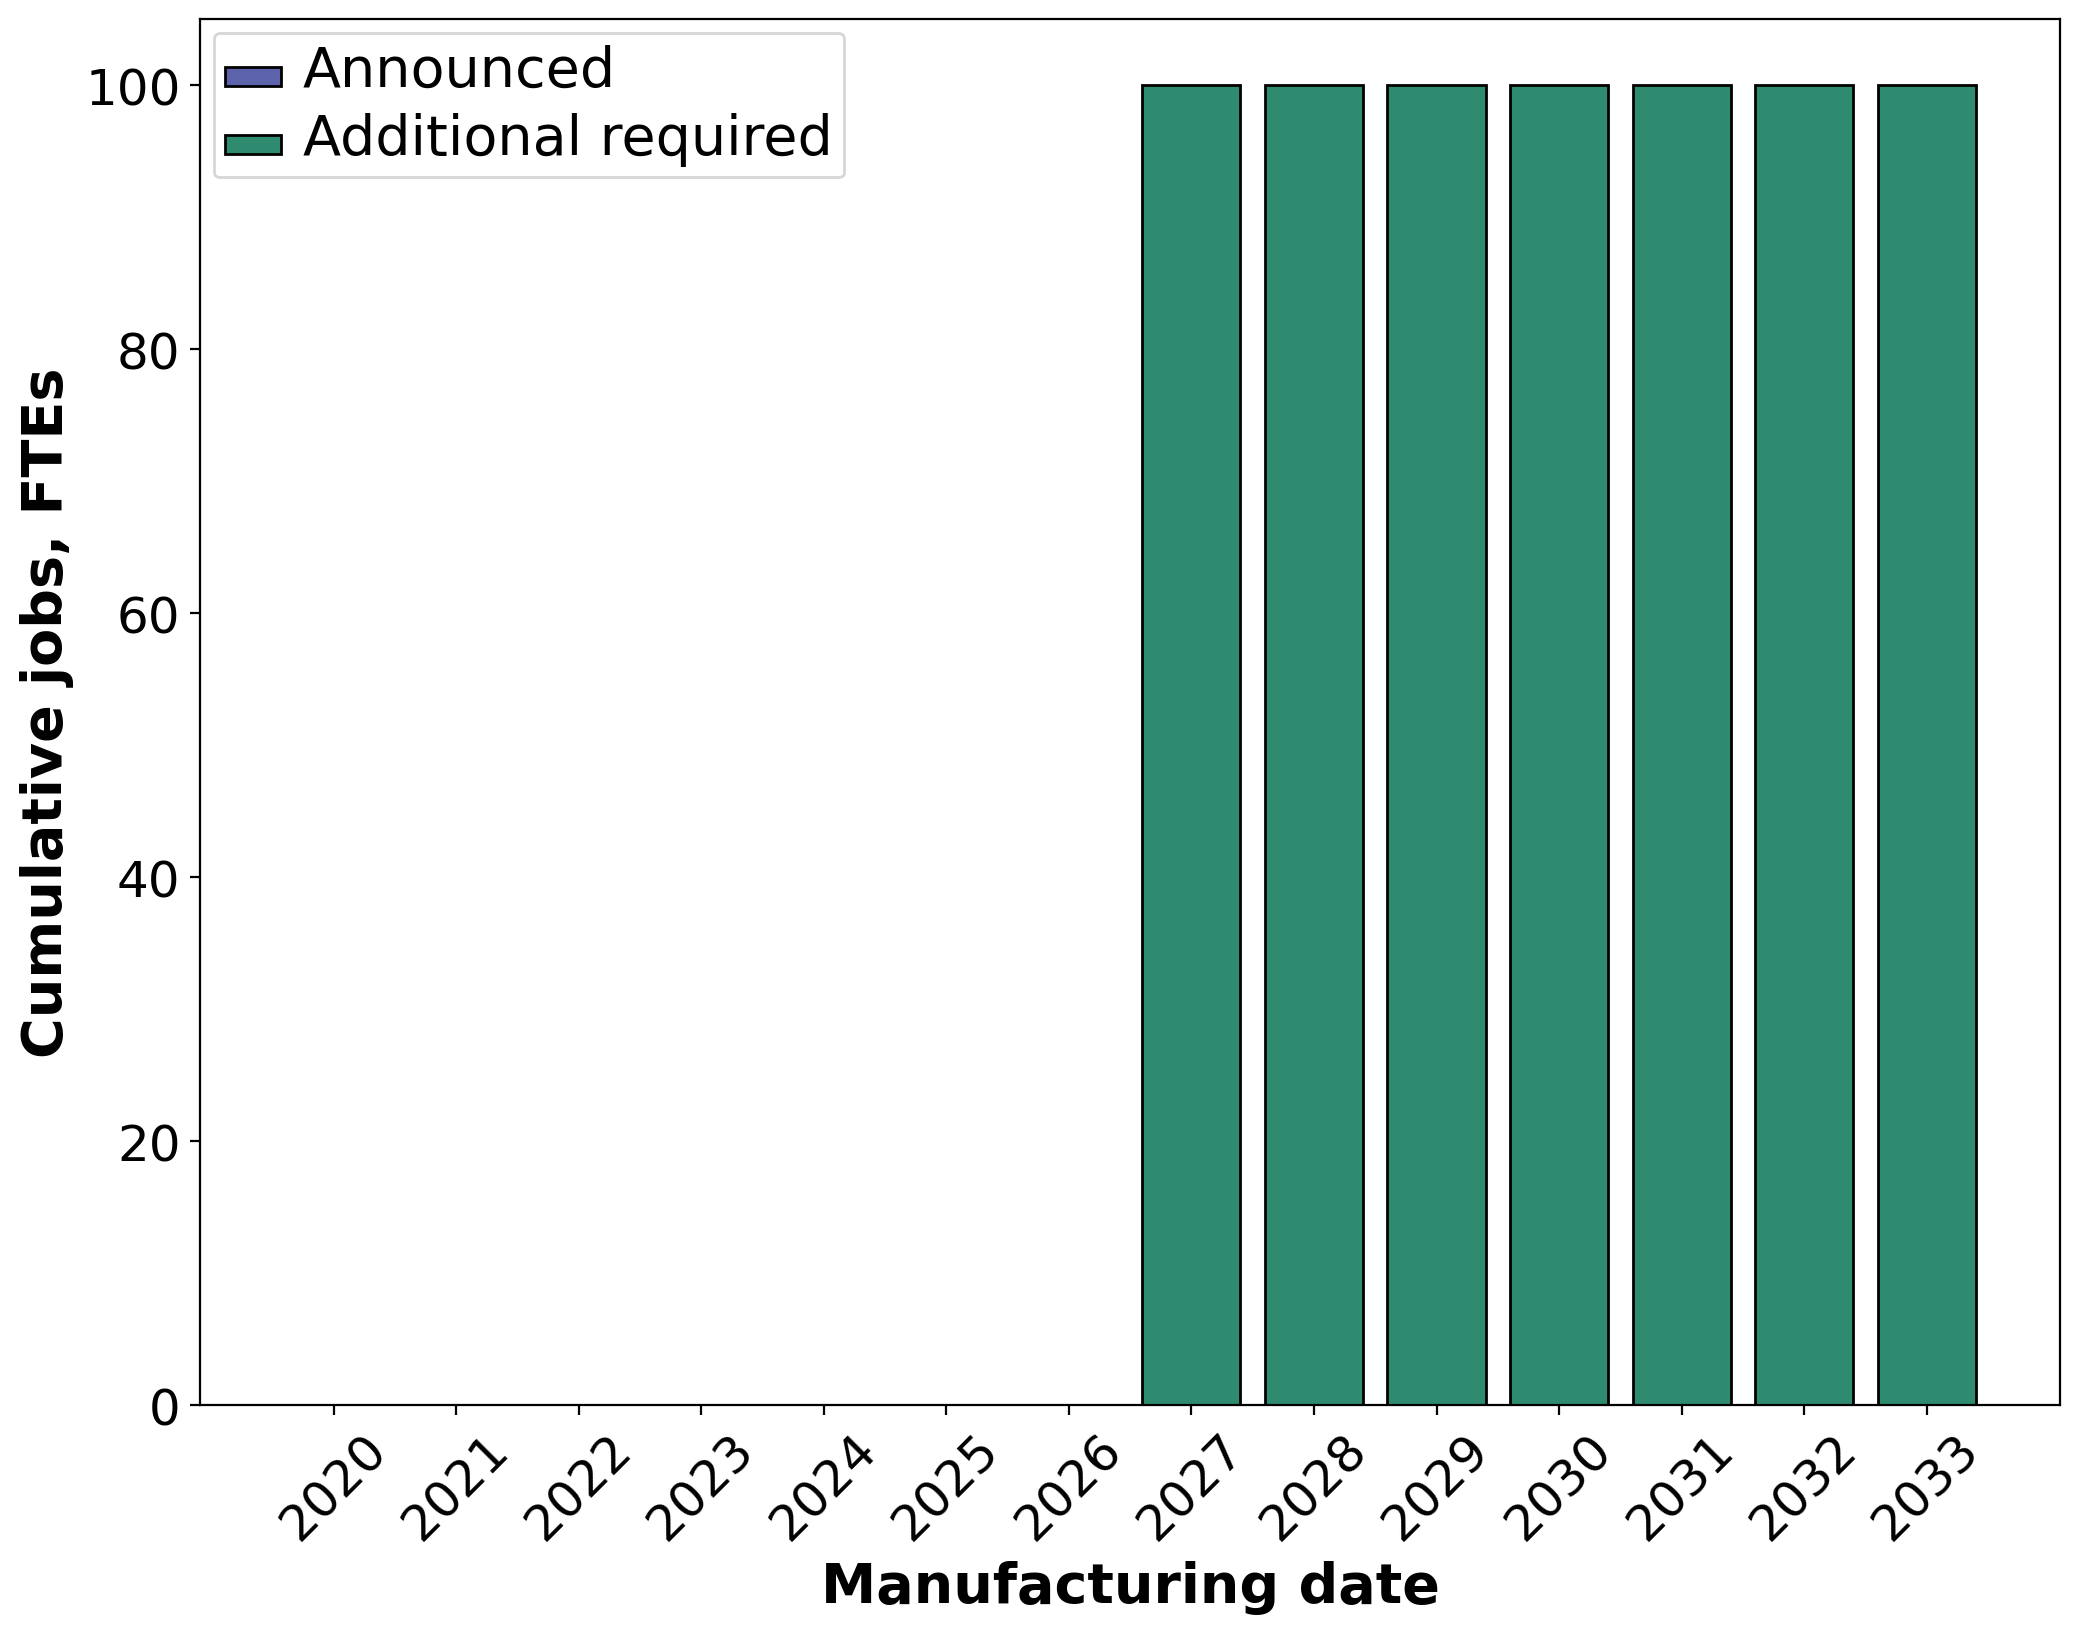 Announced
Additional required
100
80
60
40
20
0
Cumulative jobs, FTEs
2020 2021 2022 2023 2024 2025 2026 2027 2028 2029 2030 2031 2032 2033
Manufacturing date